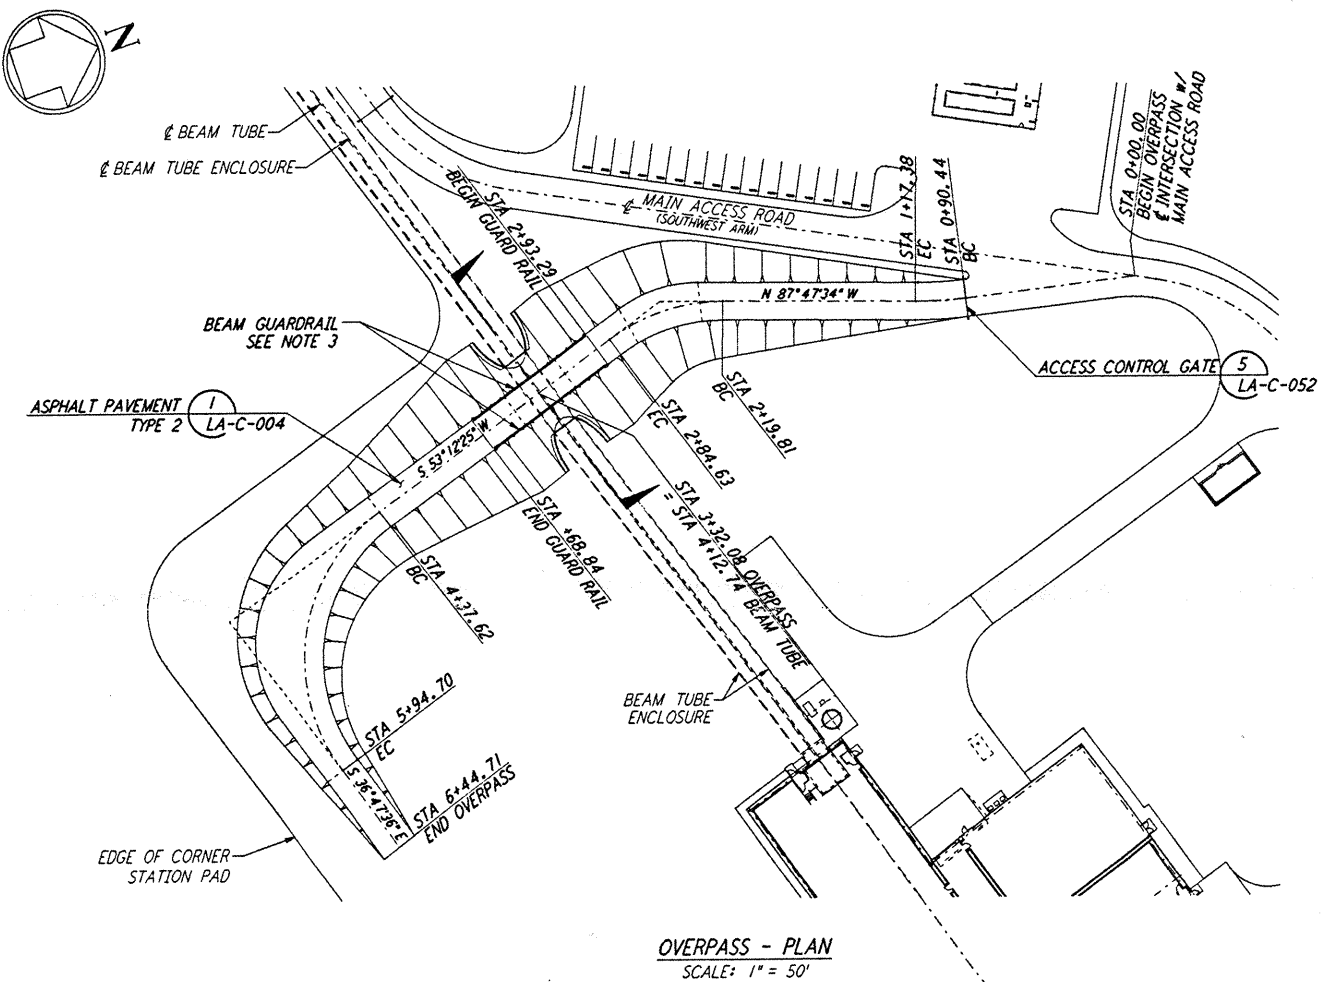 N
℄ BEAM TUBE
℄ BEAM TUBE ENCLOSURE
STA 2+93.29
BEGIN GUARD RAIL
℄ MAIN ACCESS ROAD
(SOUTHWEST ARM)
STA 1+17.38
EC
STA 0+90.44
BC
STA 0+00.00
BEGIN OVERPASS
℄ INTERSECTION w/
MAIN ACCESS ROAD
N 87°47'34" W
BEAM GUARDRAIL
SEE NOTE 3
ACCESS CONTROL GATE
5
LA-C-052
ASPHALT PAVEMENT
TYPE 2
1
LA-C-004
S 53°12'25" W
STA 2+19.81
BC
STA 2+84.63
EC
STA 3+32.08 OVERPASS
= STA 4+12.74 BEAM TUBE
STA +68.84
END GUARD RAIL
STA 4+37.62
BC
BEAM TUBE
ENCLOSURE
STA 5+94.70
EC
S 36°47'36" E
STA 6+44.71
END OVERPASS
EDGE OF CORNER
STATION PAD
OVERPASS - PLAN
SCALE: 1" = 50'